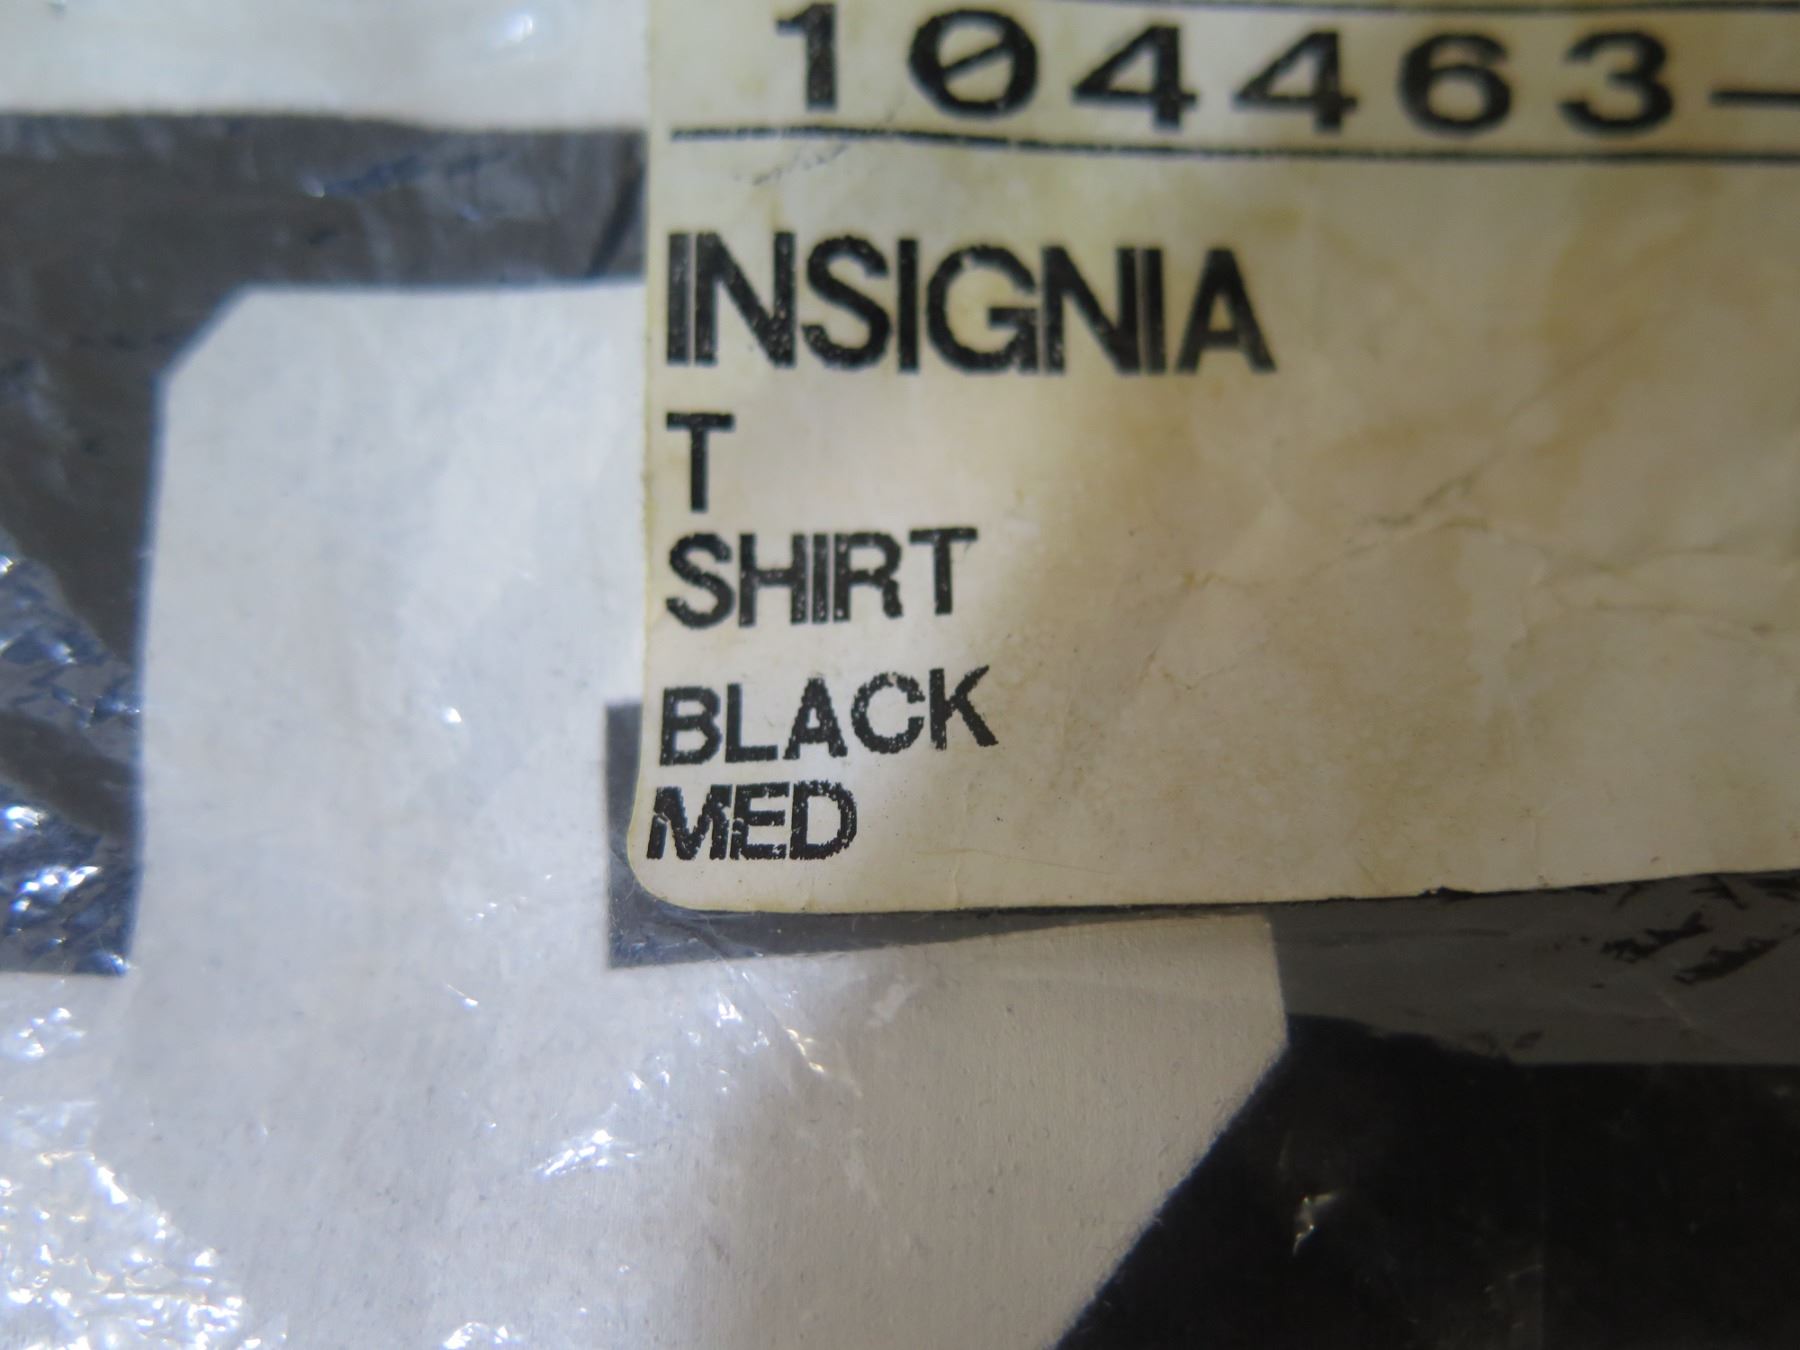 104463-
INSIGNIA
T
SHIRT
BLACK
MED